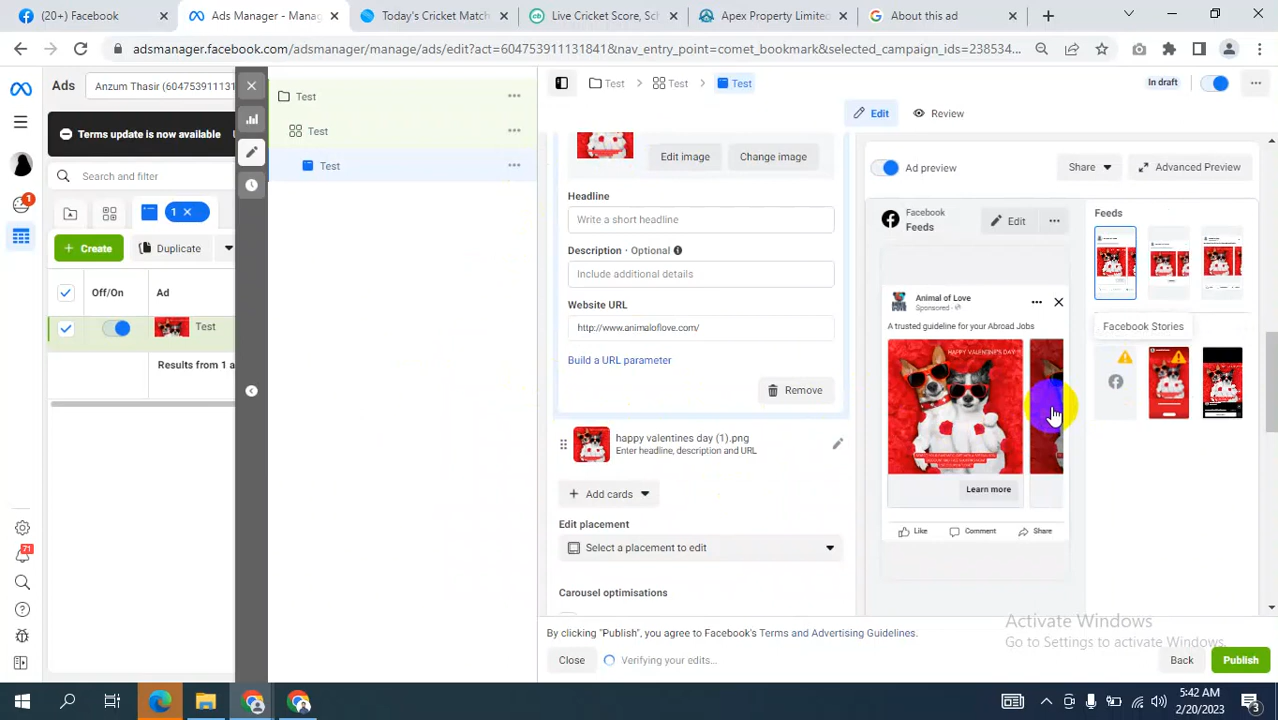 (20+) Facebook
Ads Manager - Manag
Today's Cricket Match
Live Cricket Score, Sch
Apex Property Limited
About this ad
adsmanager.facebook.com/adsmanager/manage/ads/edit?act=604753911131841&nav_entry_point=comet_bookmark&selected_campaign_ids=238534...
Ads
Anzum Thasir (604753911131
Test
Test
Test
Test > Test > Test
In draft
Edit
Review
Terms update is now available
Search and filter
1
1
Create
Duplicate
Off/On
Ad
Test
Results from 1 a
71
Edit image
Change image
Headline
Write a short headline
Description · Optional
Include additional details
Website URL
http://www.animaloflove.com/
Build a URL parameter
Remove
happy valentines day (1).png
Enter headline, description and URL
Add cards
Edit placement
Select a placement to edit
Carousel optimisations
Ad preview
Share
Advanced Preview
Facebook
Feeds
Edit
Feeds
Animal of Love
Sponsored ·
A trusted guideline for your Abroad Jobs
HAPPY VALENTINE'S DAY
Learn more
Like
Comment
Share
Facebook Stories
By clicking "Publish", you agree to Facebook's Terms and Advertising Guidelines.
Close
Verifying your edits...
Back
Publish
Activate Windows
Go to Settings to activate Windows.
5:42 AM
2/20/2023
3